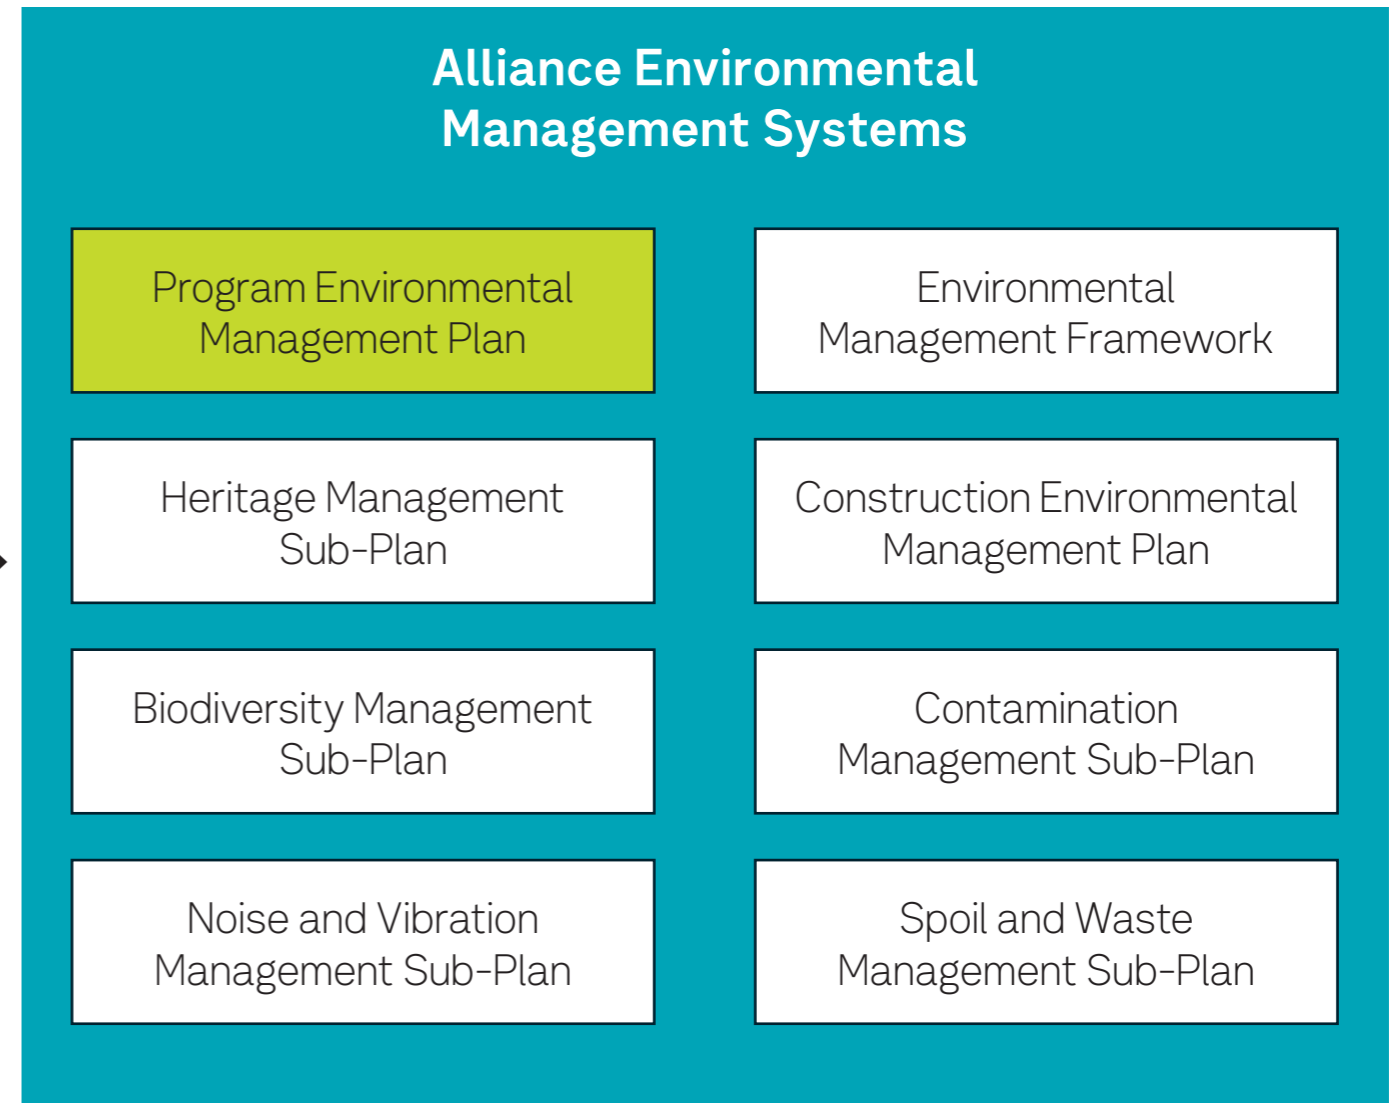 Alliance Environmental
Management Systems
Program Environmental
Management Plan
Environmental
Management Framework
Heritage Management
Sub-Plan
Construction Environmental
Management Plan
Biodiversity Management
Sub-Plan
Contamination
Management Sub-Plan
Noise and Vibration
Management Sub-Plan
Spoil and Waste
Management Sub-Plan